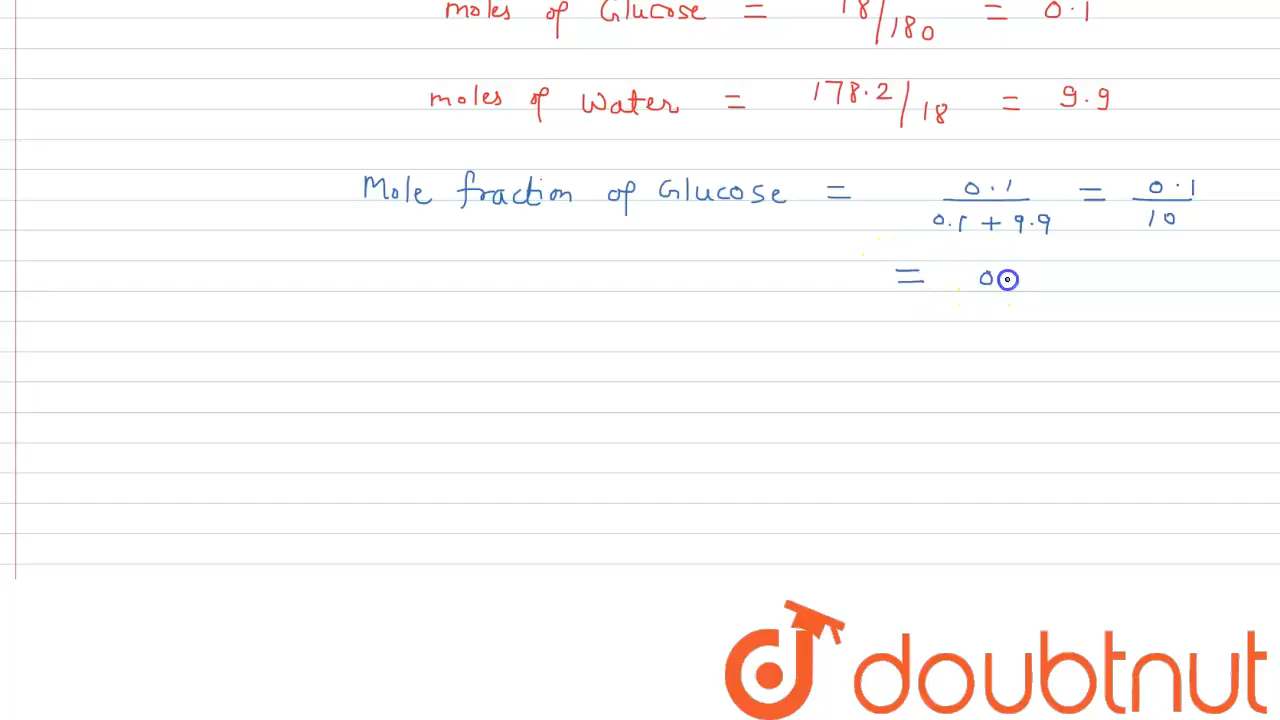 moles of Glucose = 18/180 = 0.1
moles of Water = 178.2/18 = 9.9
Mole fraction of Glucose = 0.1/0.1 + 9.9 = 0.1/10
= 0
doubtnut